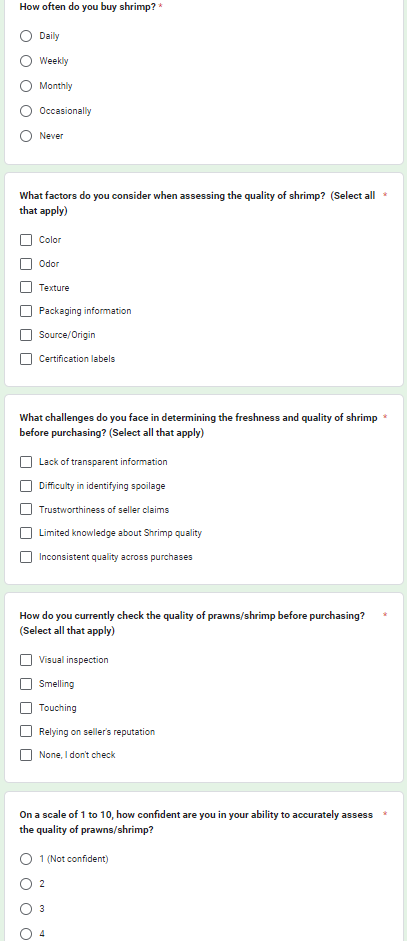 How often do you buy shrimp? *
Daily
Weekly
Monthly
Occasionally
Never
What factors do you consider when assessing the quality of shrimp? (Select all *
that apply)
Color
Odor
Texture
Packaging information
Source/Origin
Certification labels
What challenges do you face in determining the freshness and quality of shrimp *
before purchasing? (Select all that apply)
Lack of transparent information
Difficulty in identifying spoilage
Trustworthiness of seller claims
Limited knowledge about Shrimp quality
Inconsistent quality across purchases
How do you currently check the quality of prawns/shrimp before purchasing? *
(Select all that apply)
Visual inspection
Smelling
Touching
Relying on seller's reputation
None, I don't check
On a scale of 1 to 10, how confident are you in your ability to accurately assess *
the quality of prawns/shrimp?
1 (Not confident)
2
3
4